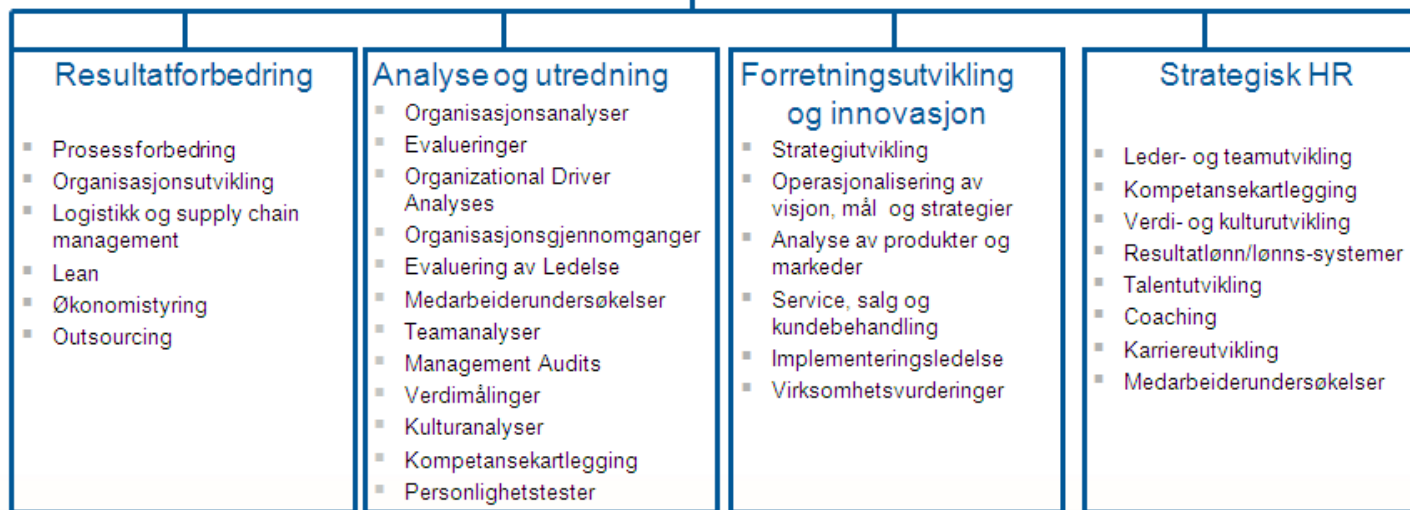 Resultatforbedring
Prosessforbedring
Organisasjonsutvikling
Logistikk og supply chain
management
Lean
Økonomistyring
Outsourcing
Analyse og utredning
Organisasjonsanalyser
Evalueringer
Organizational Driver
Analyses
Organisasjonsgjennomganger
Evaluering av Ledelse
Medarbeiderundersøkelser
Teamanalyser
Management Audits
Verdimålinger
Kulturanalyser
Kompetansekartlegging
Personlighetstester
Forretningsutvikling
og innovasjon
Strategiutvikling
Operasjonalisering av
visjon, mål og strategier
Analyse av produkter og
markeder
Service, salg og
kundebehandling
Implementeringsledelse
Virksomhetsvurderinger
Strategisk HR
Leder- og teamutvikling
Kompetansekartlegging
Verdi- og kulturutvikling
Resultatlønn/lønns-systemer
Talentutvikling
Coaching
Karriereutvikling
Medarbeiderundersøkelser